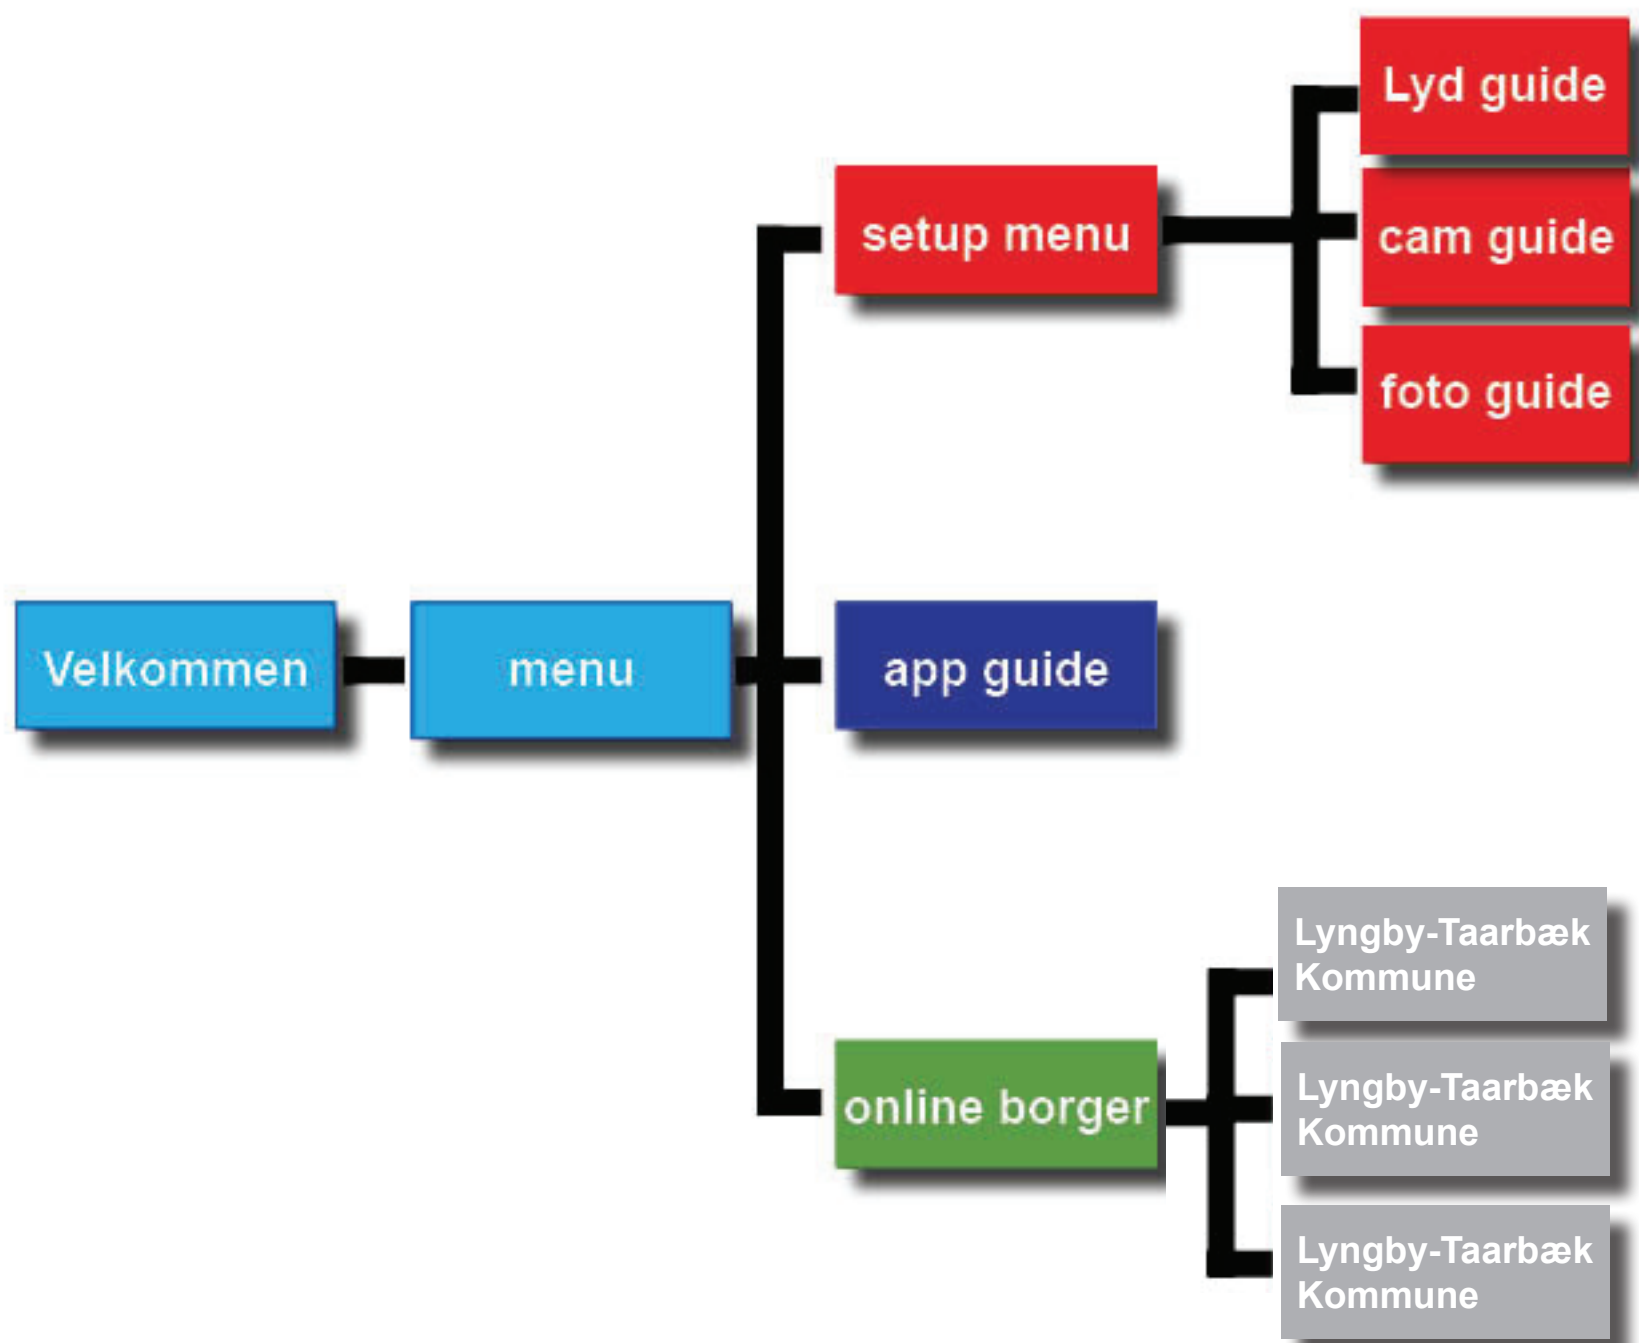 Lyd guide
setup menu
cam guide
foto guide
Velkommen
menu
app guide
Lyngby-Taarbæk
Kommune
online borger
Lyngby-Taarbæk
Kommune
Lyngby-Taarbæk
Kommune